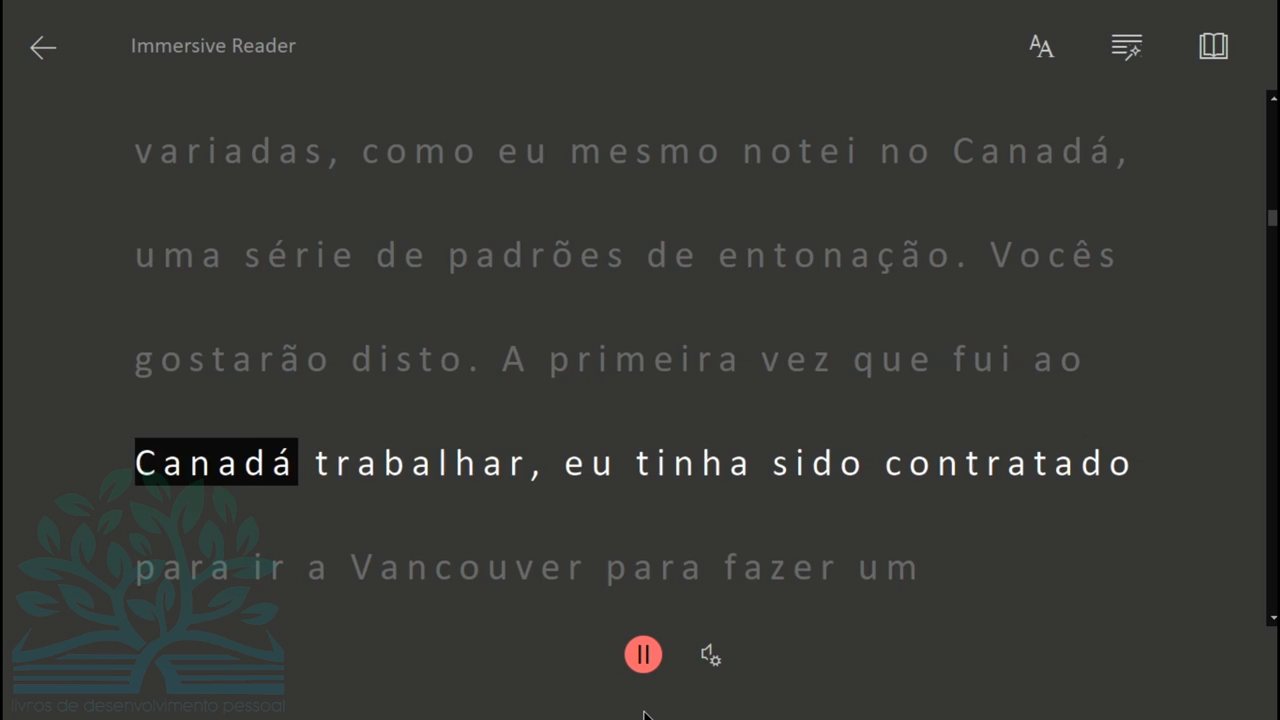 Immersive Reader
variadas, como eu mesmo notei no Canadá,
uma série de padrões de entonação. Vocês
gostarão disto. A primeira vez que fui ao
Canadá trabalhar, eu tinha sido contratado
para ir a Vancouver para fazer um
livros de desenvolvimento pessoal